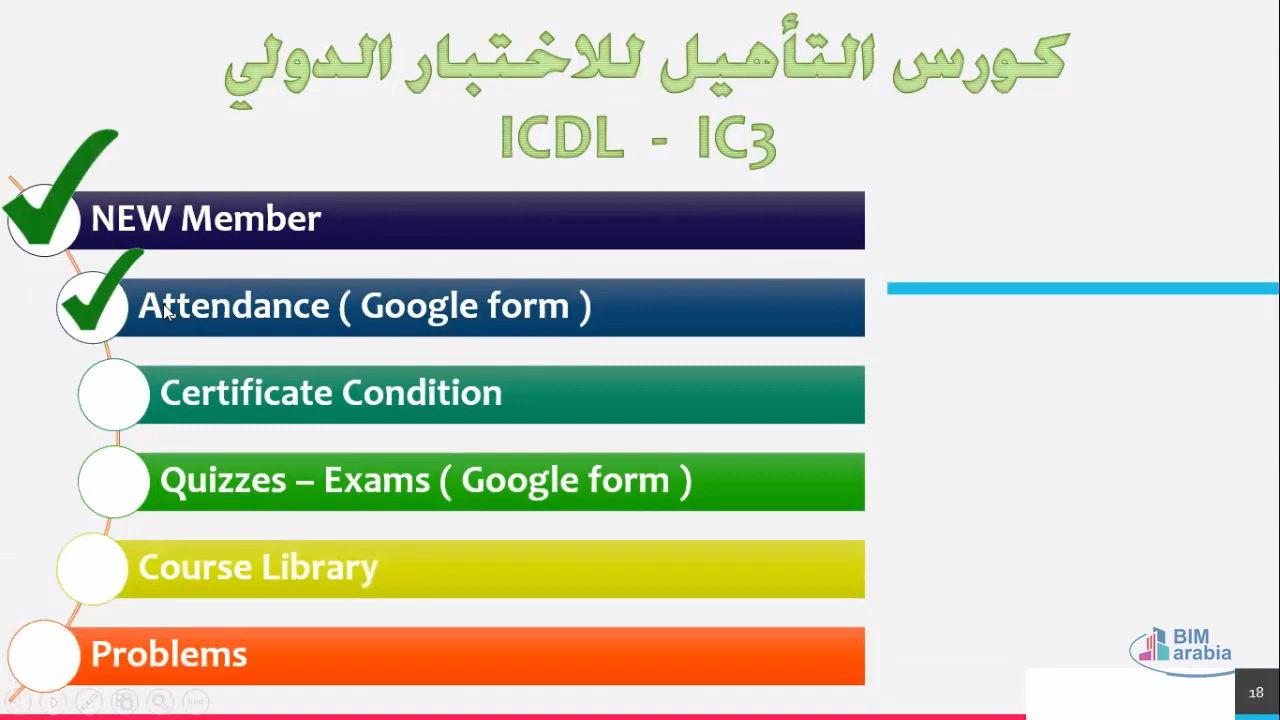 كورس التأهيل للاختبار الدولي
ICDL - IC3
NEW Member
Attendance ( Google form )
Certificate Condition
Quizzes – Exams ( Google form )
Course Library
Problems
BIM
arabia
18